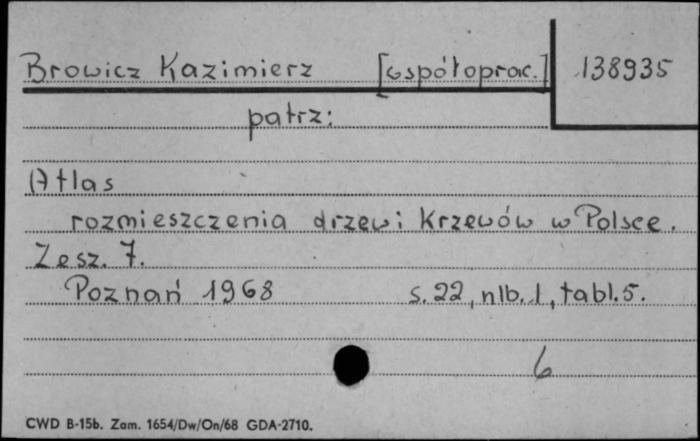 Browicz Kazimierz [współoprac.] 138935
patrz:
Atlas
rozmieszczenia drzew i Krzewów w Polsce.
Zesz. 7.
Poznań 1968 s. 22, nlb. 1, tabl. 5.
6
CWD B-15b. Zam. 1654/Dw/On/68 GDA-2710.